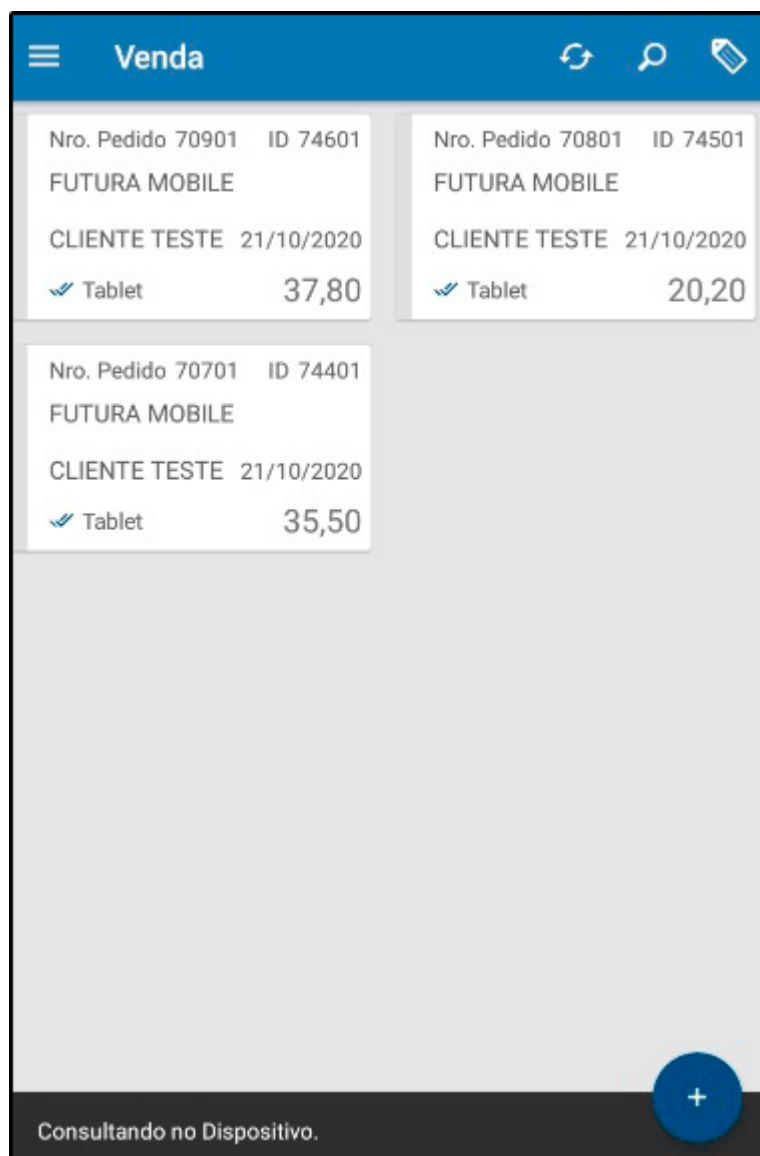 Venda
Nro. Pedido 70901 ID 74601
FUTURA MOBILE
CLIENTE TESTE 21/10/2020
Tablet 37,80
Nro. Pedido 70801 ID 74501
FUTURA MOBILE
CLIENTE TESTE 21/10/2020
Tablet 20,20
Nro. Pedido 70701 ID 74401
FUTURA MOBILE
CLIENTE TESTE 21/10/2020
Tablet 35,50
+
Consultando no Dispositivo.